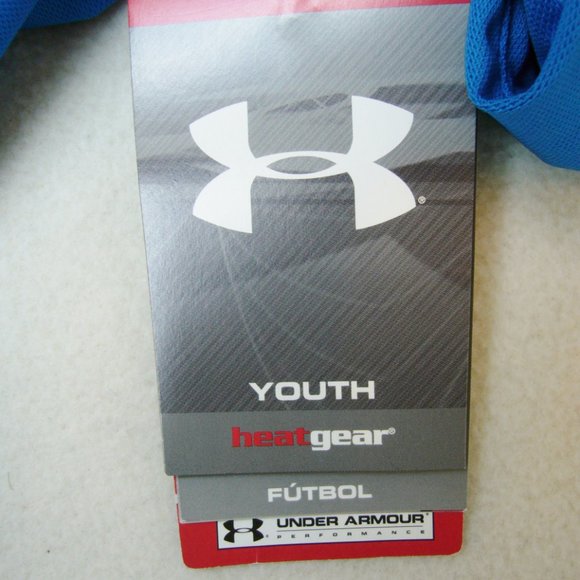 YOUTH
heatgear®
FÚTBOL
UNDER ARMOUR
PERFORMANCE